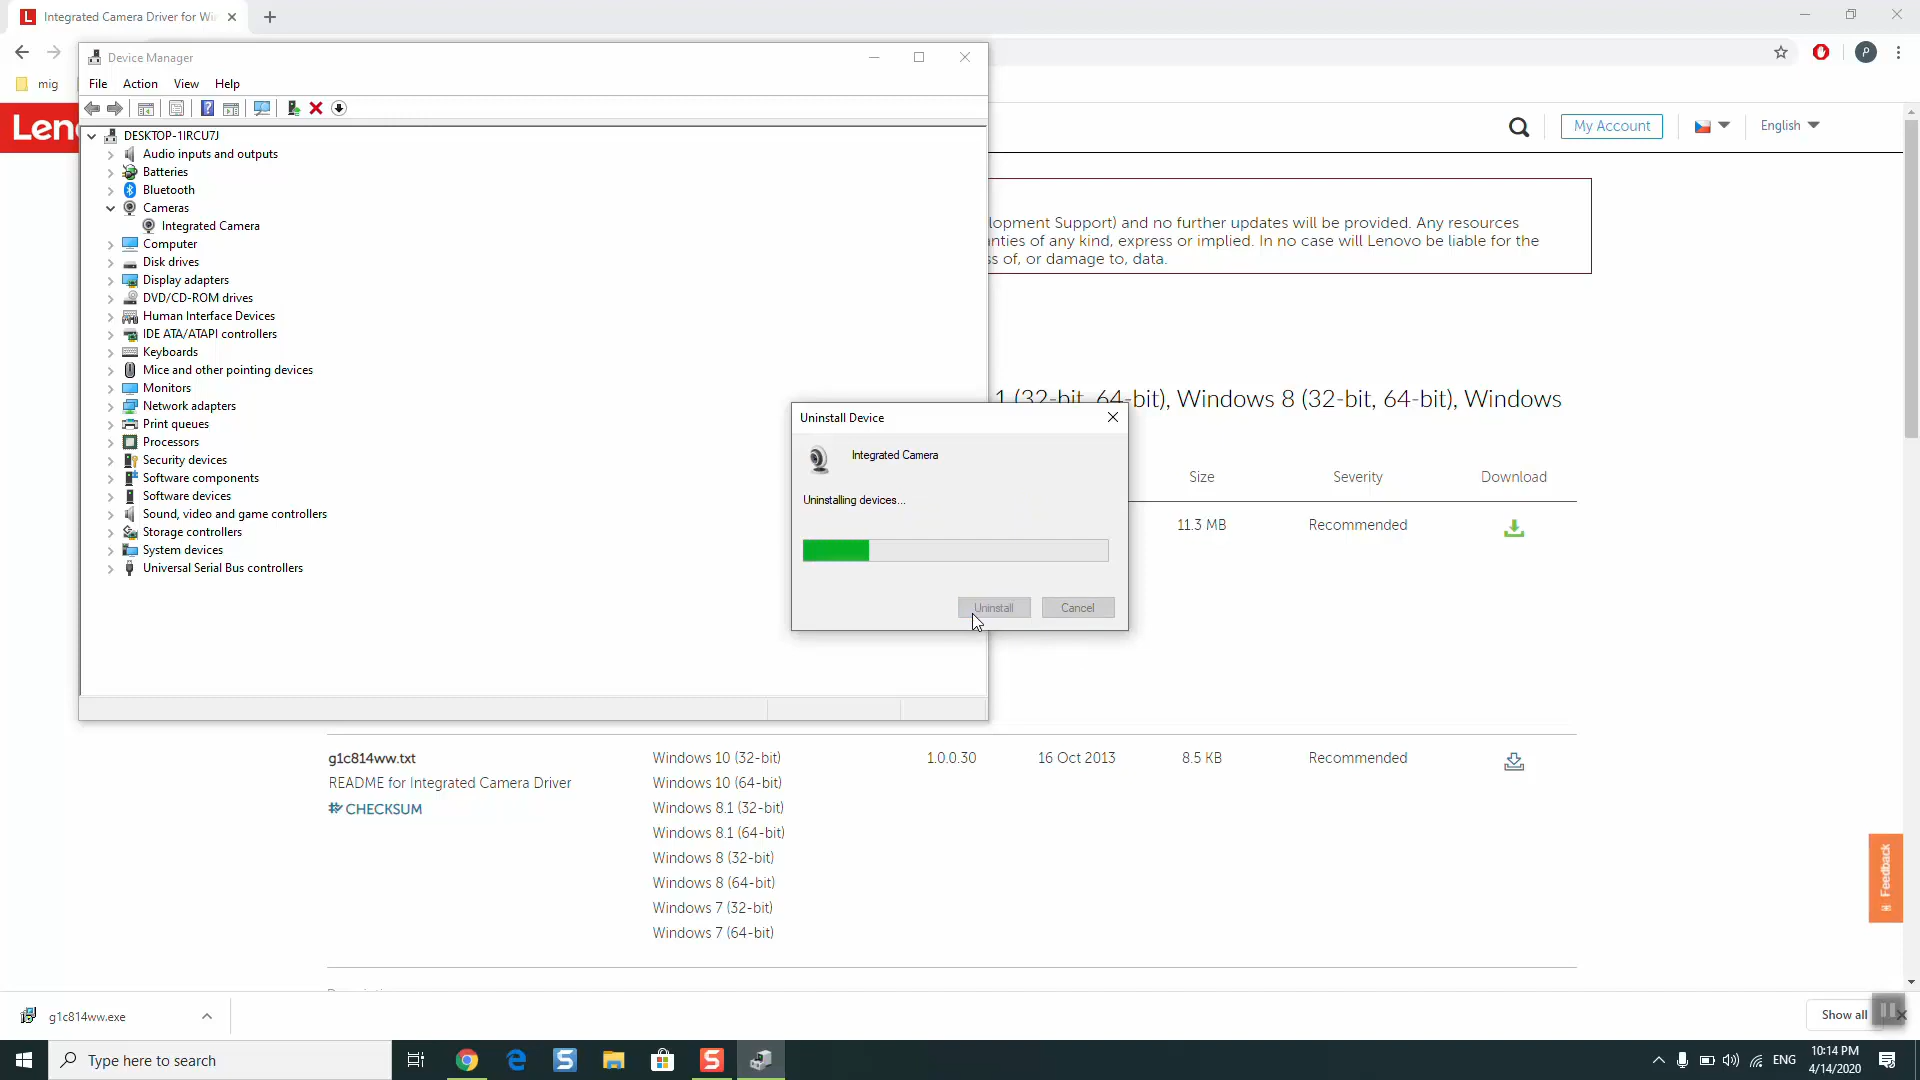 Integrated Camera Driver for Wi
mig
Device Manager
File Action View Help
DESKTOP-1IRCU7J
Audio inputs and outputs
Batteries
Bluetooth
Cameras
Integrated Camera
Computer
Disk drives
Display adapters
DVD/CD-ROM drives
Human Interface Devices
IDE ATA/ATAPI controllers
Keyboards
Mice and other pointing devices
Monitors
Network adapters
Print queues
Processors
Security devices
Software components
Software devices
Sound, video and game controllers
Storage controllers
System devices
Universal Serial Bus controllers
Len
My Account
English
lopment Support) and no further updates will be provided. Any resources
nties of any kind, express or implied. In no case will Lenovo be liable for the
ss of, or damage to, data.
1 (32-bit, 64-bit), Windows 8 (32-bit, 64-bit), Windows
Uninstall Device
Integrated Camera
Uninstalling devices...
Uninstall Cancel
Size Severity Download
11.3 MB Recommended
g1c814ww.txt Windows 10 (32-bit) 1.0.0.30 16 Oct 2013 8.5 KB Recommended
README for Integrated Camera Driver Windows 10 (64-bit)
CHECKSUM Windows 8.1 (32-bit)
Windows 8.1 (64-bit)
Windows 8 (32-bit)
Windows 8 (64-bit)
Windows 7 (32-bit)
Windows 7 (64-bit)
Feedback
g1c814ww.exe
Show all
Type here to search
ENG
10:14 PM
4/14/2020